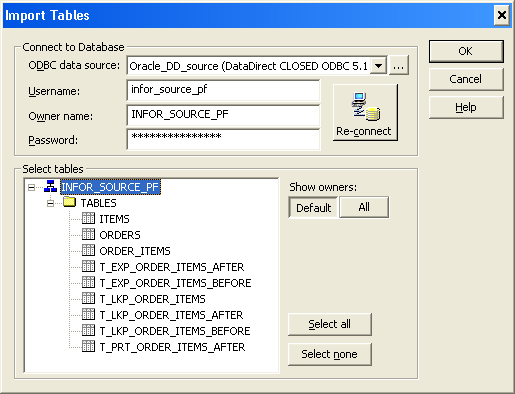 Import Tables
Connect to Database
ODBC data source: Oracle_DD_source (DataDirect CLOSED ODBC 5.1 ...
Username: infor_source_pf
Owner name: INFOR_SOURCE_PF
Password: ***************
Re-connect
OK
Cancel
Help
Select tables
INFOR_SOURCE_PF
TABLES
ITEMS
ORDERS
ORDER_ITEMS
T_EXP_ORDER_ITEMS_AFTER
T_EXP_ORDER_ITEMS_BEFORE
T_LKP_ORDER_ITEMS
T_LKP_ORDER_ITEMS_AFTER
T_LKP_ORDER_ITEMS_BEFORE
T_PRT_ORDER_ITEMS_AFTER
Show owners:
Default All
Select all
Select none